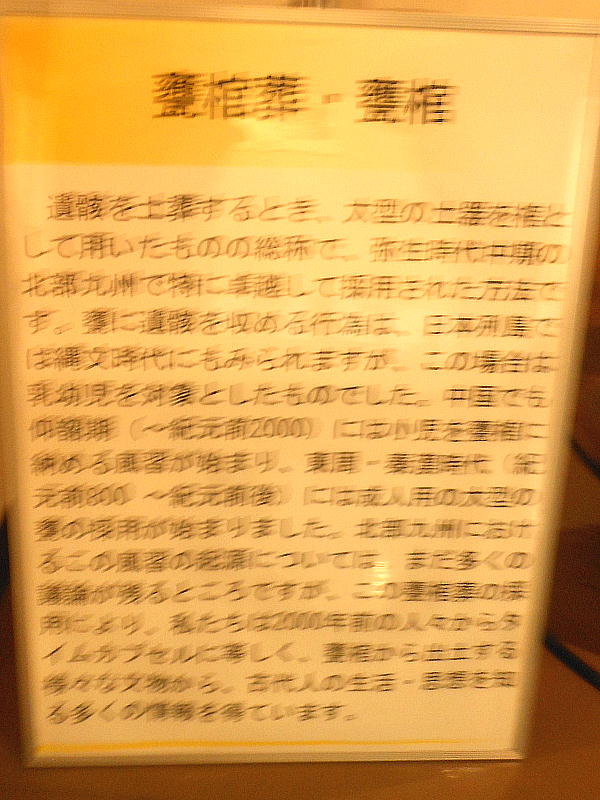 甕棺葬・甕棺
遺骸を土葬するとき、大型の土器を棺と
して用いたものの総称で、弥生時代中期の
北部九州で特に卓越して採用された方法で
す。甕に遺骸を収める行為は、日本列島で
は縄文時代にもみられますが、この場合は
乳幼児を対象としたものでした。中国でも
仰韶期（～紀元前2000）には小児を甕棺に
納める風習が始まり、東周・秦漢時代（紀
元前800 ～紀元前後）には成人用の大型の
甕の採用が始まりました。北部九州におけ
るこの風習の起源については、まだ多くの
議論が残るところですが、この甕棺葬の採
用により、私たちは2000年前の人々からタ
イムカプセルに等しく、甕棺から出土する
様々な文物から、古代人の生活・思想を知
る多くの情報を得ています。